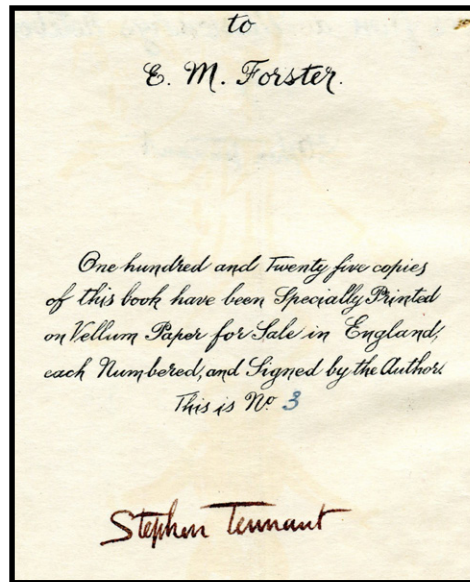 to
E. M. Forster.
One hundred and Twenty five copies
of this book have been Specially Printed
on Vellum Paper for Sale in England,
each Numbered, and Signed by the Author.
This is No. 3
Stephen Tennant